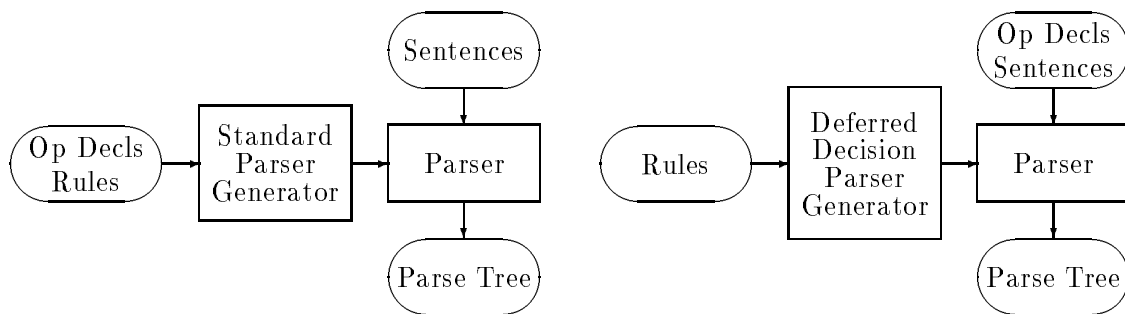 Sentences
Op Decls
Rules
Standard
Parser
Generator
Parser
Parse Tree
Op Decls
Sentences
Rules
Deferred
Decision
Parser
Generator
Parser
Parse Tree